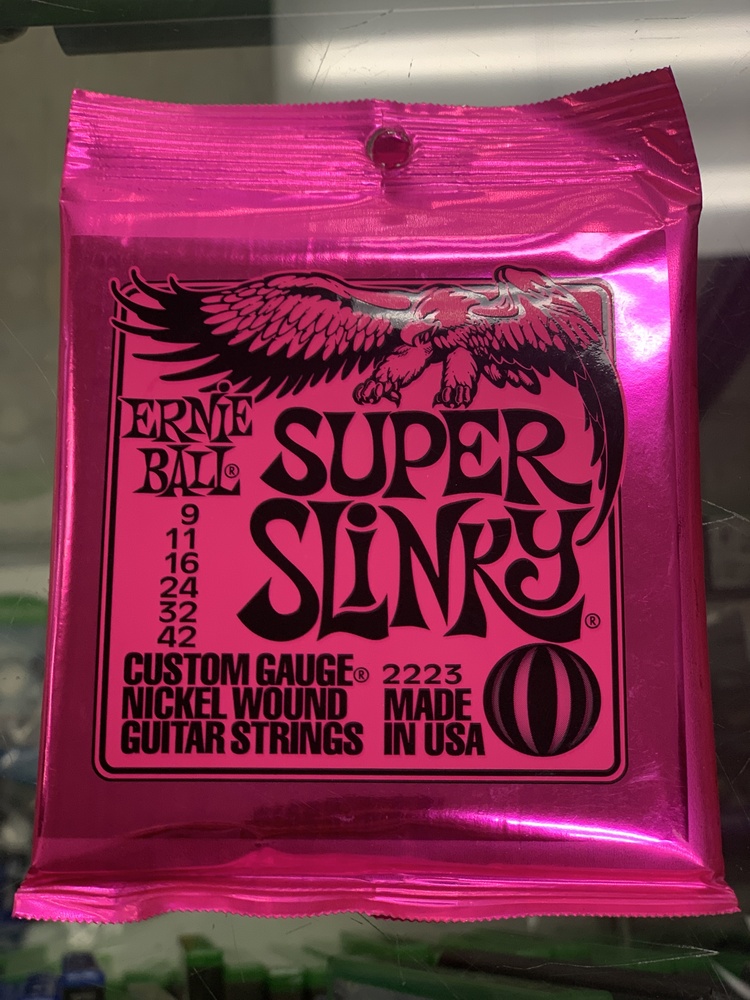 ERNiE
BALL®
SUPER
SLiNKY®
9
11
16
24
32
42
CUSTOM GAUGE®
NICKEL WOUND
GUITAR STRINGS
2223
MADE
IN USA